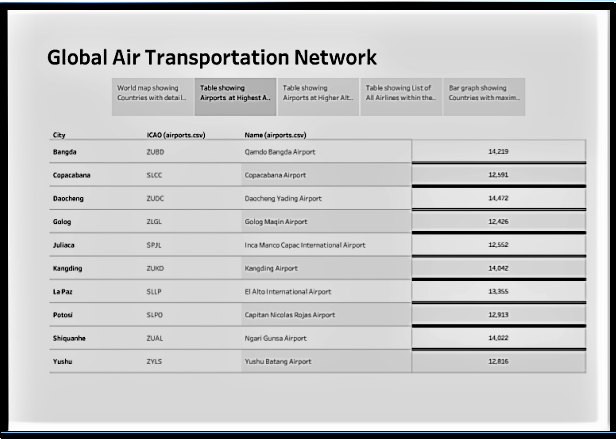 Global Air Transportation Network
World map showing Countries with detail..
Table showing Airports at Highest A..
Table showing Airports at Higher Alt..
Table showing List of All Airlines within the..
Bar graph showing Countries with maxim..
City ICAO (airports.csv) Name (airports.csv)
Bangda ZUBD Qamdo Bangda Airport 14,219
Copacabana SLCC Copacabana Airport 12,591
Daocheng ZUDC Daocheng Yading Airport 14,472
Golog ZLGL Golog Maqin Airport 12,426
Juliaca SPJL Inca Manco Capac International Airport 12,552
Kangding ZUKD Kangding Airport 14,042
La Paz SLLP El Alto International Airport 13,355
Potosi SLPO Capitan Nicolas Rojas Airport 12,913
Shiquanhe ZUAL Ngari Gunsa Airport 14,022
Yushu ZYLS Yushu Batang Airport 12,816